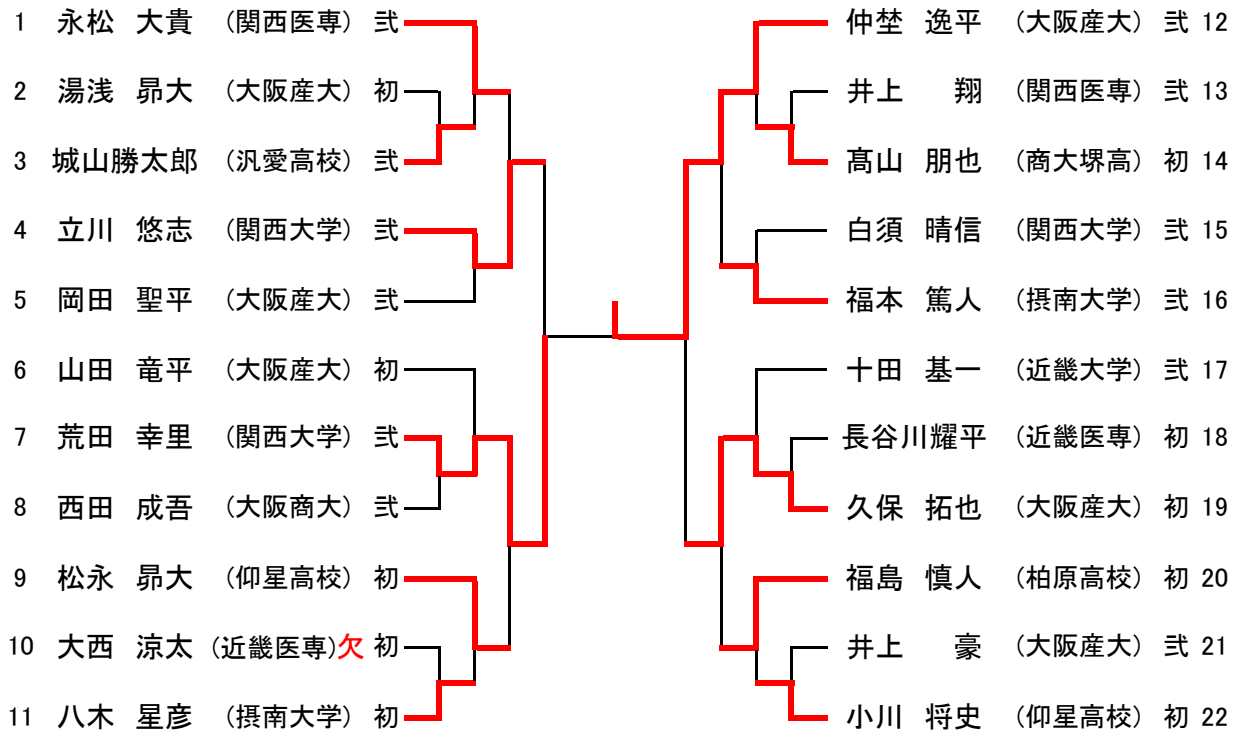 1 永松 大貴 (関西医専) 弐
2 湯浅 昴大 (大阪産大) 初
3 城山勝太郎 (汎愛高校) 弐
4 立川 悠志 (関西大学) 弐
5 岡田 聖平 (大阪産大) 弐
6 山田 竜平 (大阪産大) 初
7 荒田 幸里 (関西大学) 弐
8 西田 成吾 (大阪商大) 弐
9 松永 昴大 (仰星高校) 初
10 大西 涼太 (近畿医専)欠 初
11 八木 星彦 (摂南大学) 初
仲埜 逸平 (大阪産大) 弐 12
井上 翔 (関西医専) 弐 13
髙山 朋也 (商大堺高) 初 14
白須 晴信 (関西大学) 弐 15
福本 篤人 (摂南大学) 弐 16
十田 基一 (近畿大学) 弐 17
長谷川耀平 (近畿医専) 初 18
久保 拓也 (大阪産大) 初 19
福島 慎人 (柏原高校) 初 20
井上 豪 (大阪産大) 弐 21
小川 将史 (仰星高校) 初 22